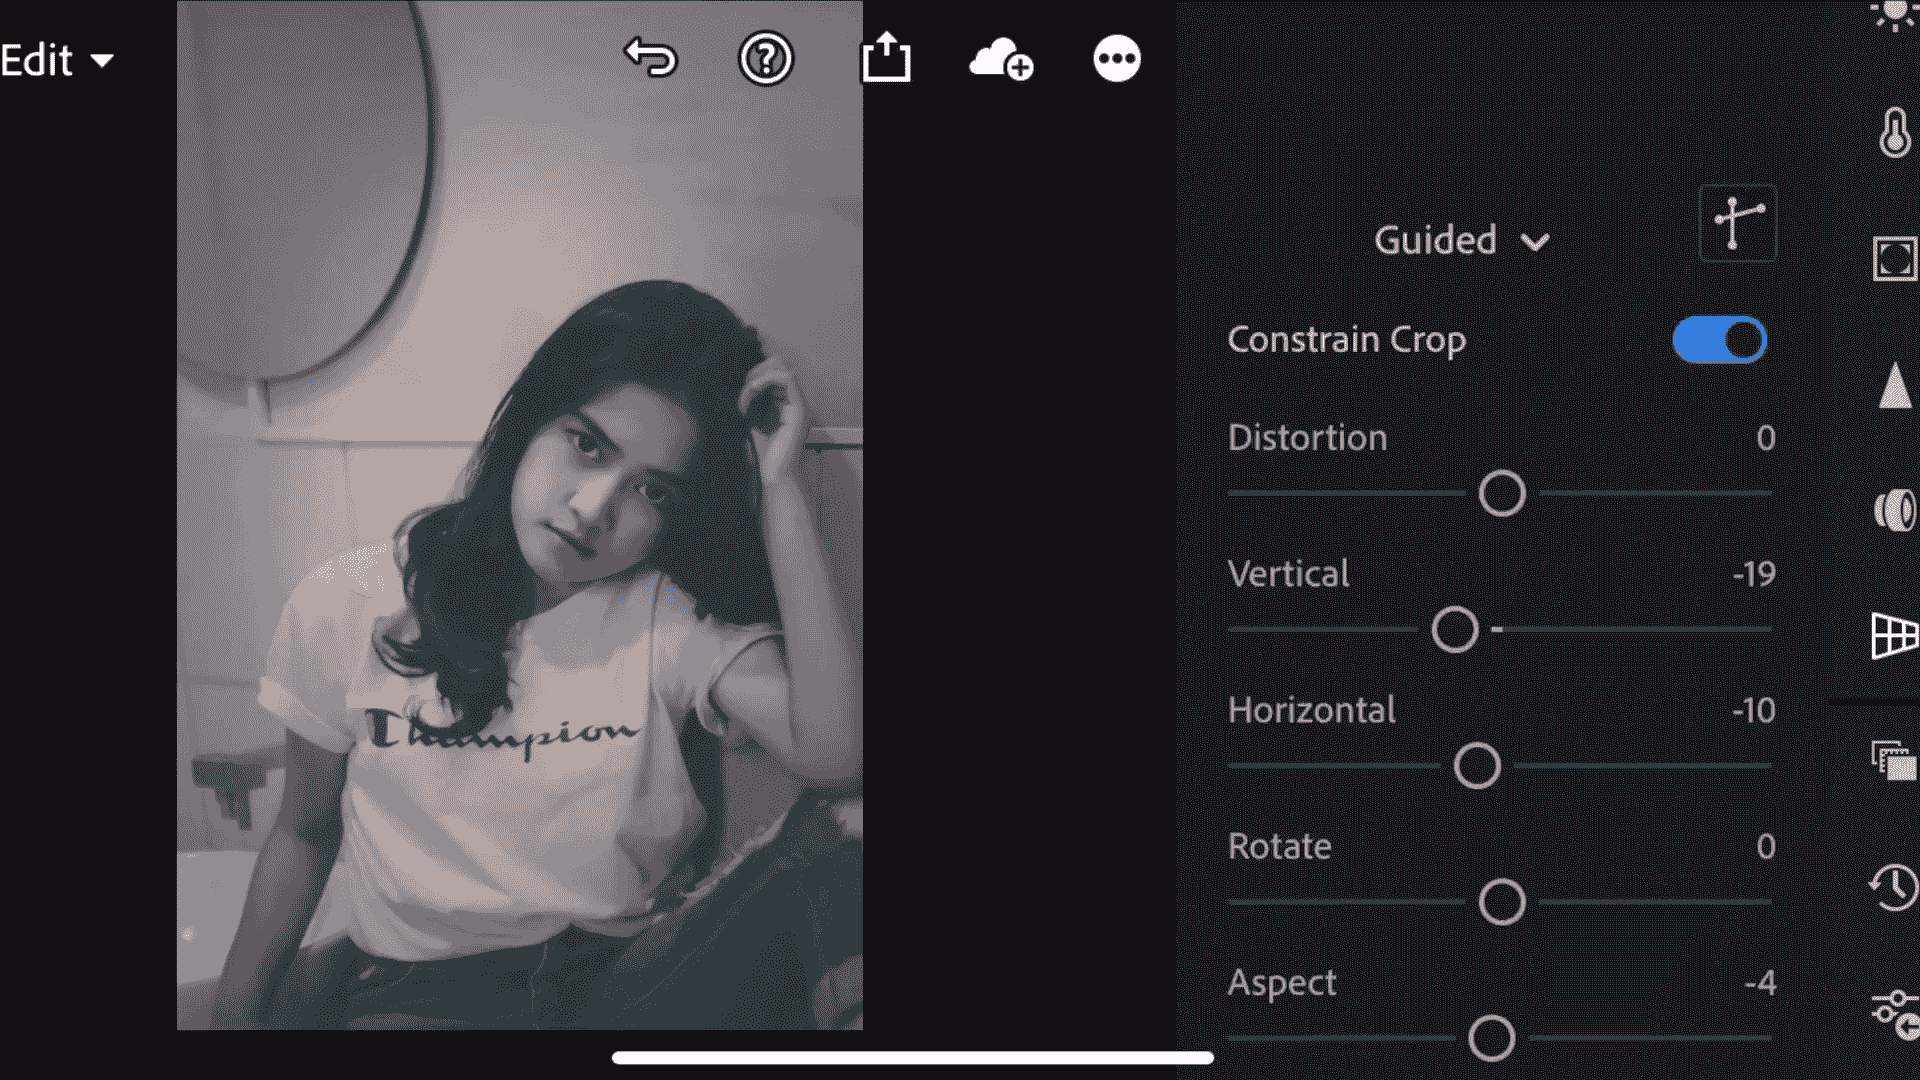 Edit
Guided
Constrain Crop
Distortion 0
Vertical -19
Horizontal -10
Rotate 0
Aspect -4
Champion